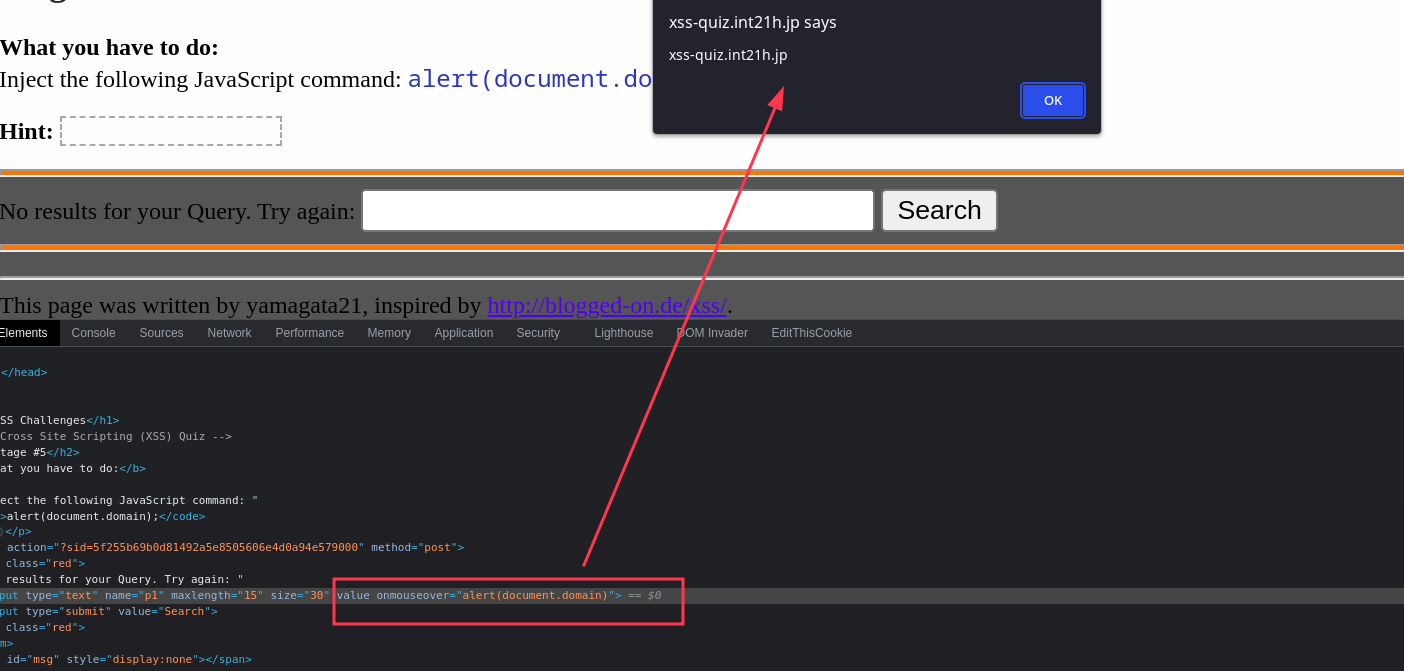 xss-quiz.int21h.jp says
What you have to do:
xss-quiz.int21h.jp
Inject the following JavaScript command: alert(document.do
OK
Hint:
No results for your Query. Try again: Search
This page was written by yamagata21, inspired by http://blogged-on.de/xss/.
Elements Console Sources Network Performance Memory Application Security Lighthouse DOM Invader EditThisCookie
</head>
SS Challenges</h1>
Cross Site Scripting (XSS) Quiz -->
tage #5</h2>
at you have to do:</b>
ect the following JavaScript command: "
>alert(document.domain);</code>
</p>
action="?sid=5f255b69b0d81492a5e8505606e4d0a94e579000" method="post">
class="red">
results for your Query. Try again: "
put type="text" name="p1" maxlength="15" size="30" value onmouseover="alert(document.domain)"> == $0
put type="submit" value="Search">
class="red">
m>
id="msg" style="display:none"></span>